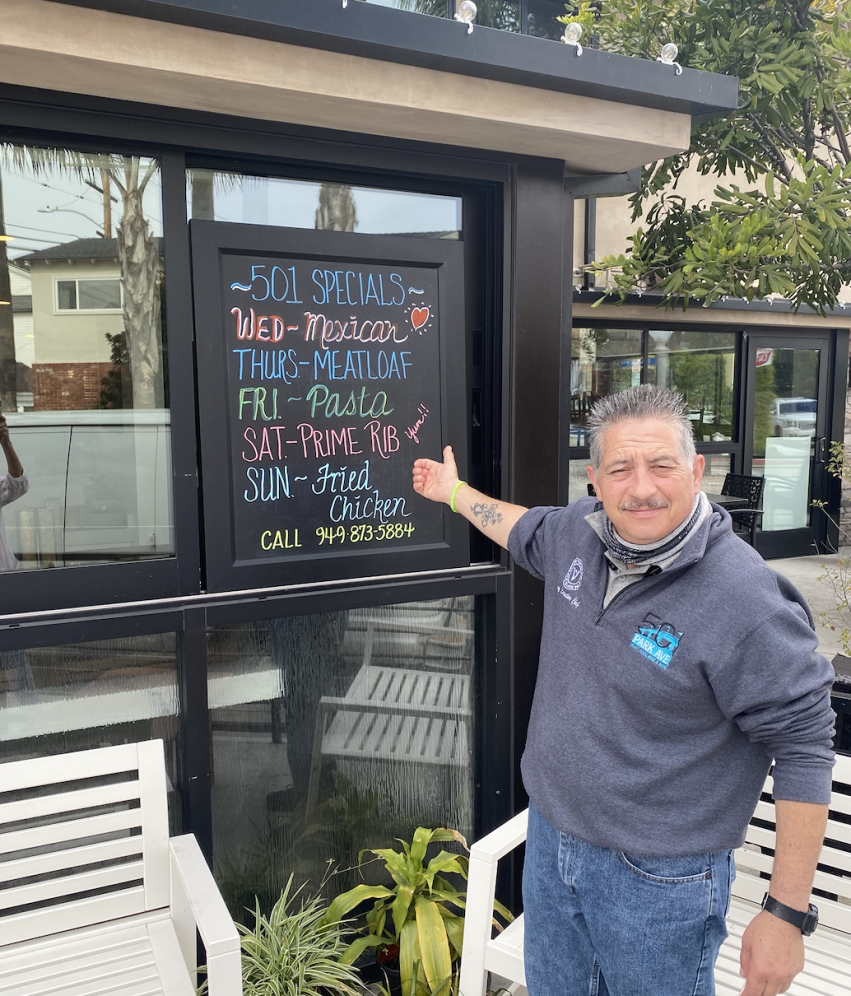 ~501 SPECIALS~
WED~Mexican
THURS-MEATLOAF
FRI.~Pasta
SAT.-PRIME RIB Yum!!
SUN.~Fried
Chicken
CALL 949-873-5884
501
PARK AVE